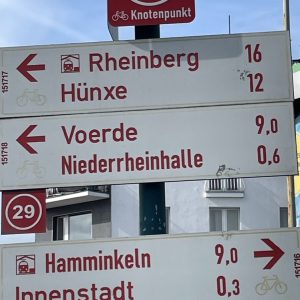 Knotenpunkt
151717
Rheinberg 16
Hünxe 12
151718
Voerde 9,0
Niederrheinhalle 0,6
29
Hamminkeln 9,0
Innenstadt 0,3
151716